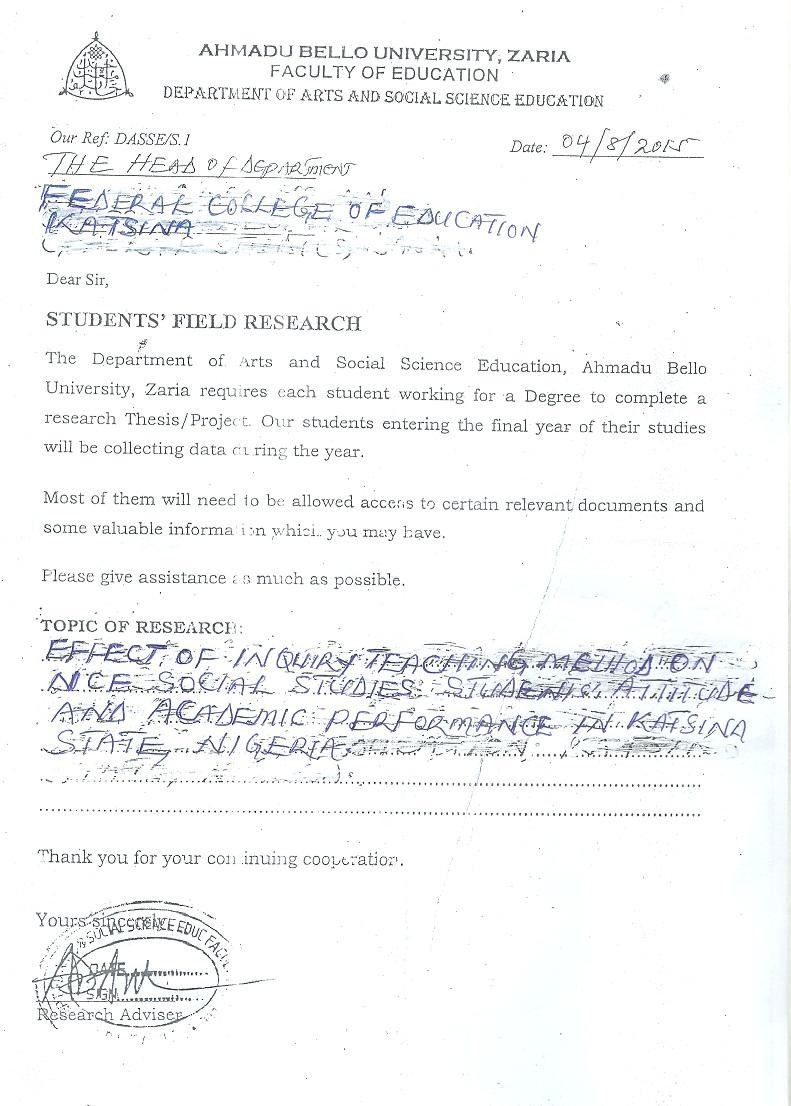 AHMADU BELLO UNIVERSITY, ZARIA
FACULTY OF EDUCATION
DEPARTMENT OF ARTS AND SOCIAL SCIENCE EDUCATION
Our Ref: DASSE/S.1
Date: 04/8/2015
THE HEAD Of DEPARTMENT
FEDERAL COLLEGE OF EDUCATION
KATSINA
Dear Sir,
STUDENTS' FIELD RESEARCH
The Department of Arts and Social Science Education, Ahmadu Bello
University, Zaria requires each student working for a Degree to complete a
research Thesis/Project. Our students entering the final year of their studies
will be collecting data during the year.
Most of them will need to be allowed access to certain relevant documents and
some valuable information which you may have.
Please give assistance as much as possible.
TOPIC OF RESEARCH:
EFFECT OF INQUIRY TEACHING METHOD ON
NCE SOCIAL STUDIES STUDENTS ATTITUDE
AND ACADEMIC PERFORMANCE IN KATSINA
STATE, NIGERIA
Thank you for your continuing cooperation.
Yours sincerely
SOCIAL SCIENCE EDUC FACUL
DATE
SIGN
Research Adviser